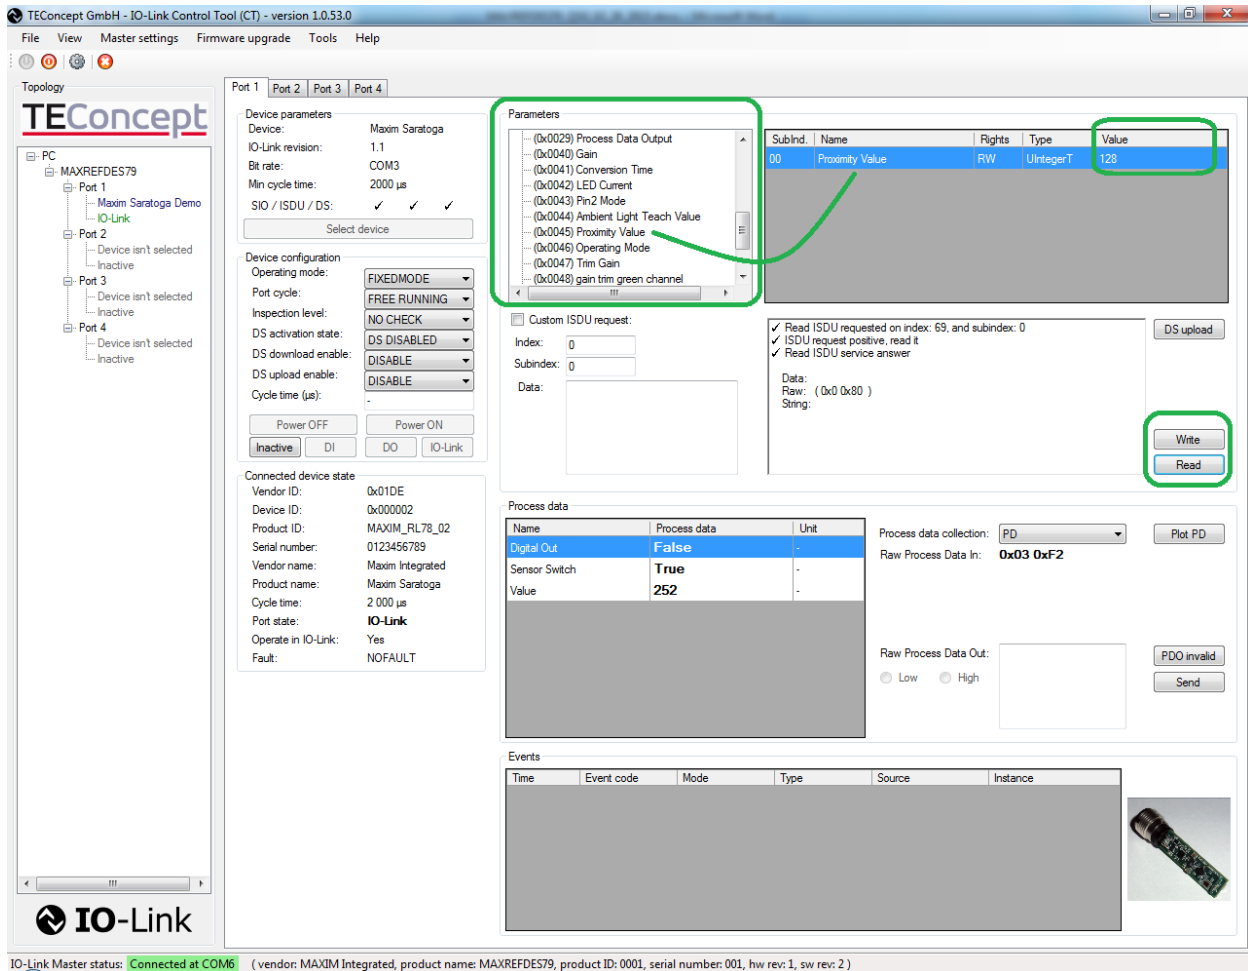 TEConcept GmbH - IO-Link Control Tool (CT) - version 1.0.53.0
File View Master settings Firmware upgrade Tools Help
Topology
TEConcept
PC
MAXREFDES79
Port 1
Maxim Saratoga Demo
IO-Link
Port 2
Device isn't selected
Inactive
Port 3
Device isn't selected
Inactive
Port 4
Device isn't selected
Inactive
IO-Link
Port 1 Port 2 Port 3 Port 4
Device parameters
Device: Maxim Saratoga
IO-Link revision: 1.1
Bit rate: COM3
Min cycle time: 2000 µs
SIO / ISDU / DS: ✓ ✓ ✓
Select device
Device configuration
Operating mode: FIXEDMODE
Port cycle: FREE RUNNING
Inspection level: NO CHECK
DS activation state: DS DISABLED
DS download enable: DISABLE
DS upload enable: DISABLE
Cycle time (µs): -
Power OFF Power ON
Inactive DI DO IO-Link
Connected device state
Vendor ID: 0x01DE
Device ID: 0x000002
Product ID: MAXIM_RL78_02
Serial number: 0123456789
Vendor name: Maxim Integrated
Product name: Maxim Saratoga
Cycle time: 2 000 µs
Port state: IO-Link
Operate in IO-Link: Yes
Fault: NOFAULT
Parameters
(0x0029) Process Data Output
(0x0040) Gain
(0x0041) Conversion Time
(0x0042) LED Current
(0x0043) Pin2 Mode
(0x0044) Ambient Light Teach Value
(0x0045) Proximity Value
(0x0046) Operating Mode
(0x0047) Trim Gain
(0x0048) gain trim green channel
SubInd. Name Rights Type Value
00 Proximity Value RW UIntegerT 128
Custom ISDU request:
Index: 0
Subindex: 0
Data:
✓ Read ISDU requested on index: 69, and subindex: 0
✓ ISDU request positive, read it
✓ Read ISDU service answer
Data:
Raw: ( 0x0 0x80 )
String:
DS upload
Write
Read
Process data
Name Process data Unit
Digital Out False -
Sensor Switch True -
Value 252 -
Process data collection: PD
Plot PD
Raw Process Data In: 0x03 0xF2
Raw Process Data Out:
Low High
PDO invalid
Send
Events
Time Event code Mode Type Source Instance
IO-Link Master status: Connected at COM6 ( vendor: MAXIM Integrated, product name: MAXREFDES79, product ID: 0001, serial number: 001, hw rev: 1, sw rev: 2 )